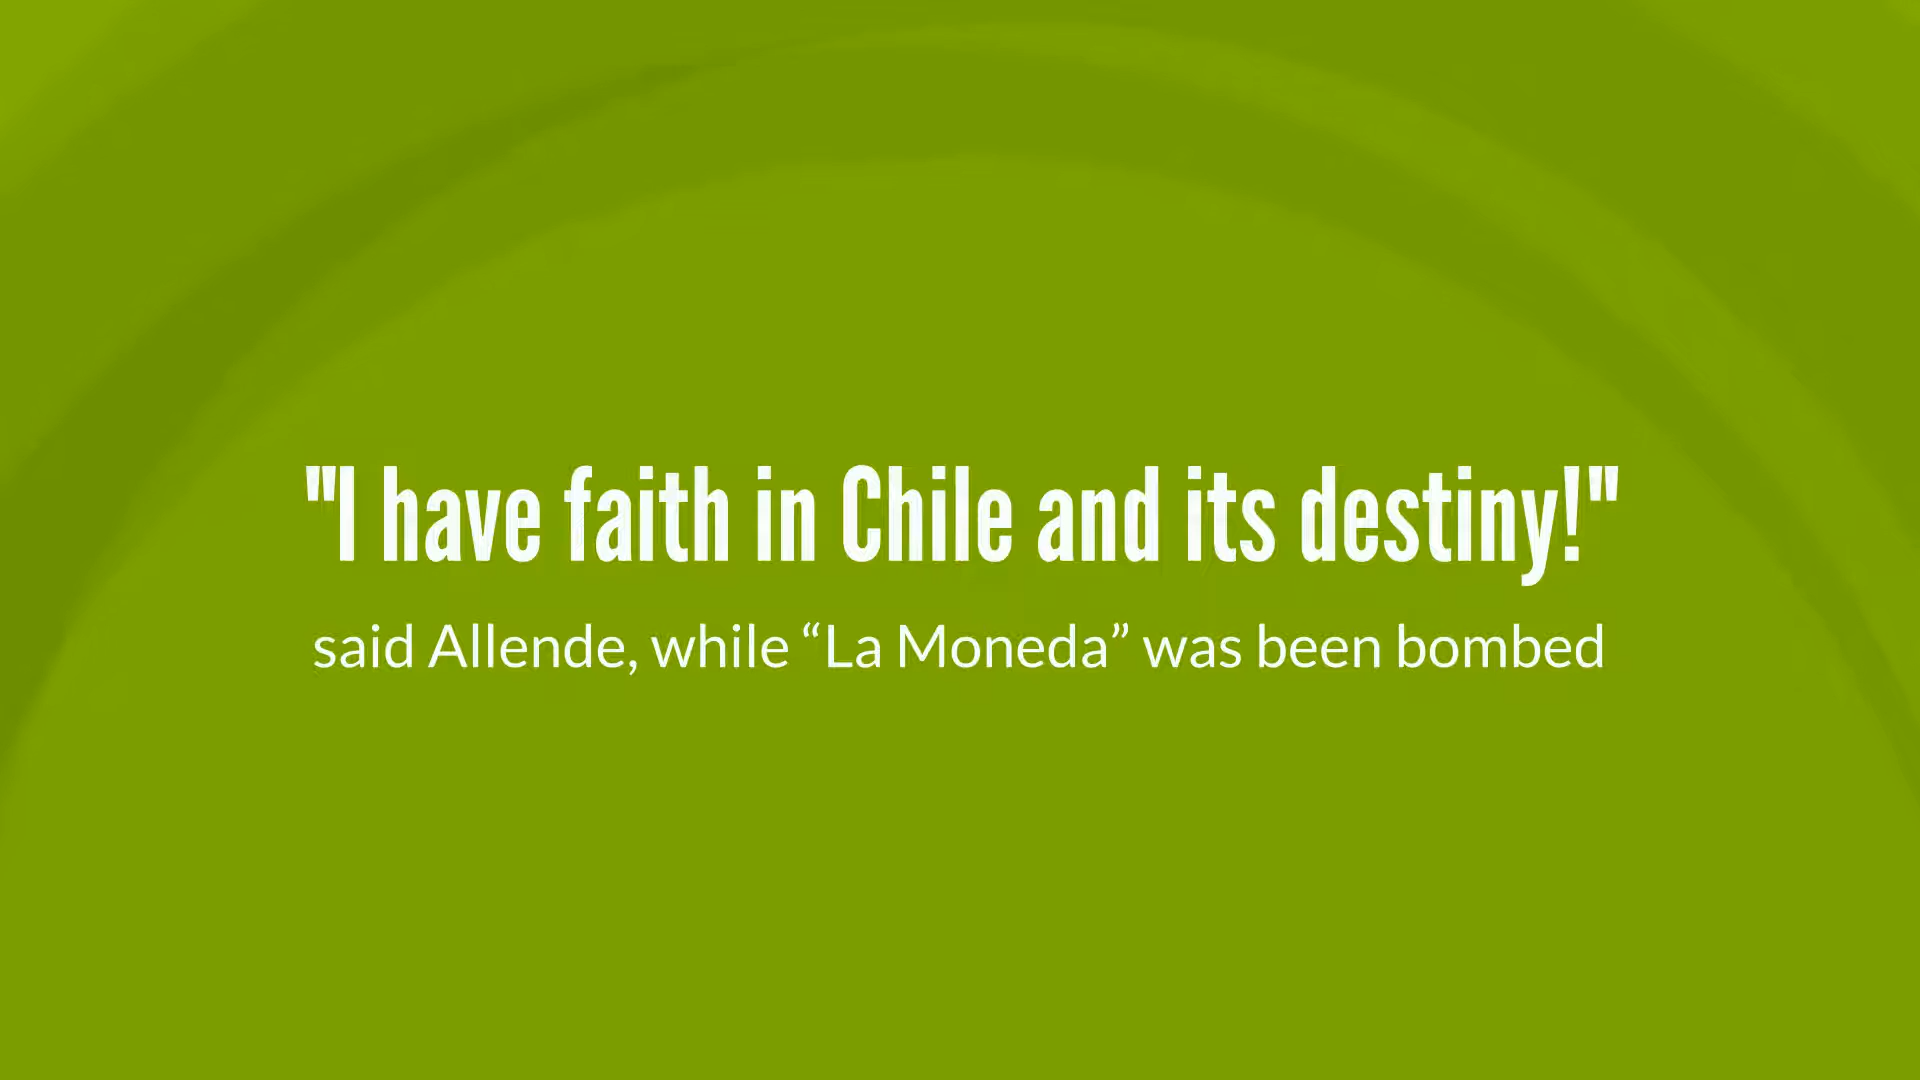 "I have faith in Chile and its destiny!"
said Allende, while “La Moneda” was been bombed